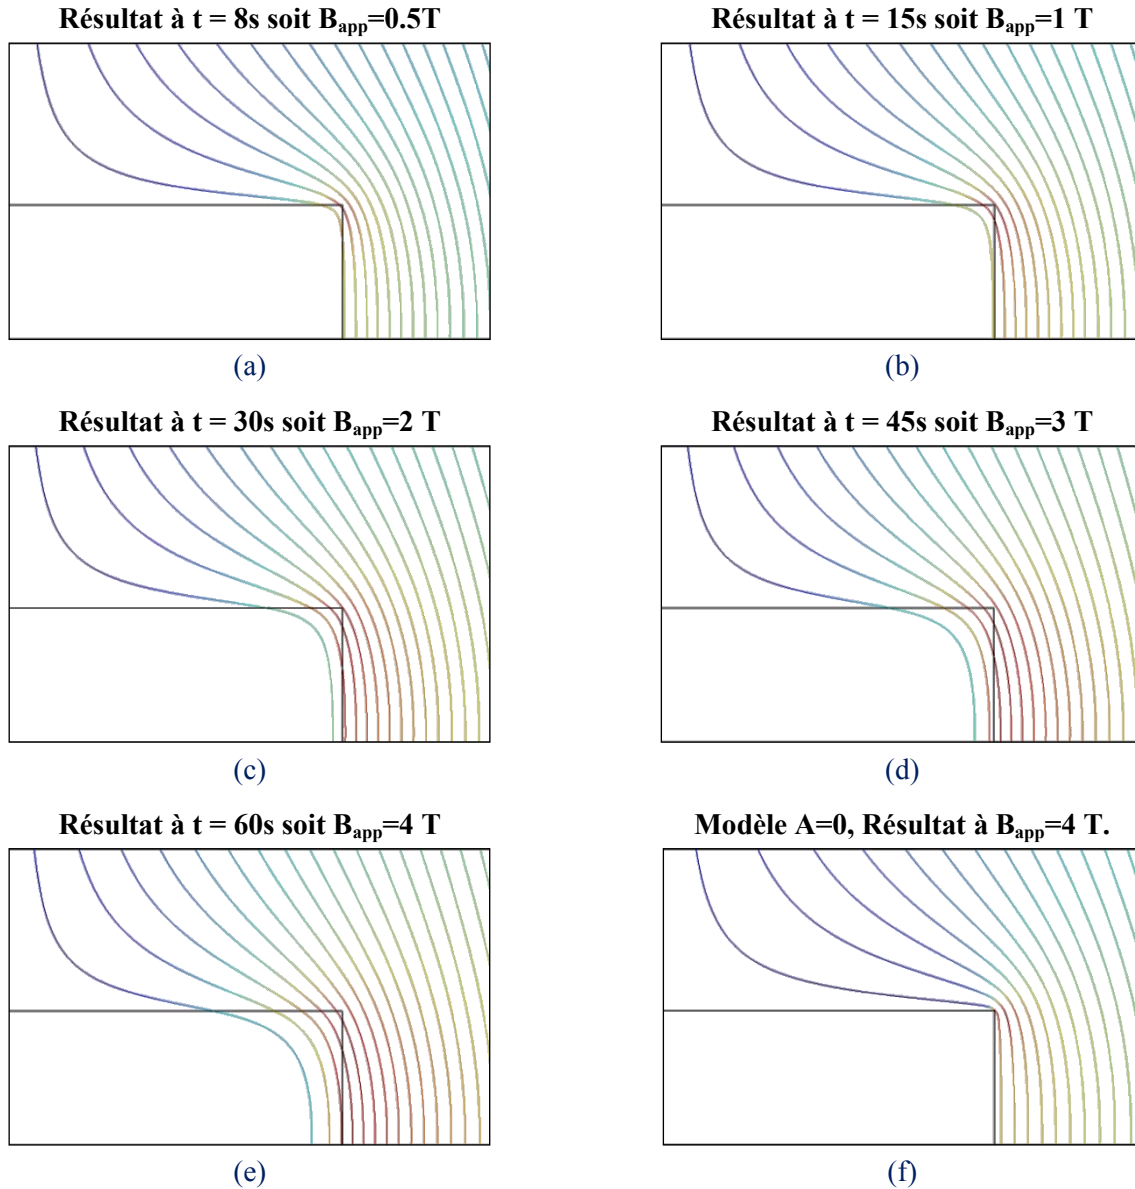 Résultat à t = 8s soit Bapp=0.5T
Résultat à t = 15s soit Bapp=1 T
(a)
(b)
Résultat à t = 30s soit Bapp=2 T
Résultat à t = 45s soit Bapp=3 T
(c)
(d)
Résultat à t = 60s soit Bapp=4 T
Modèle A=0, Résultat à Bapp=4 T.
(e)
(f)